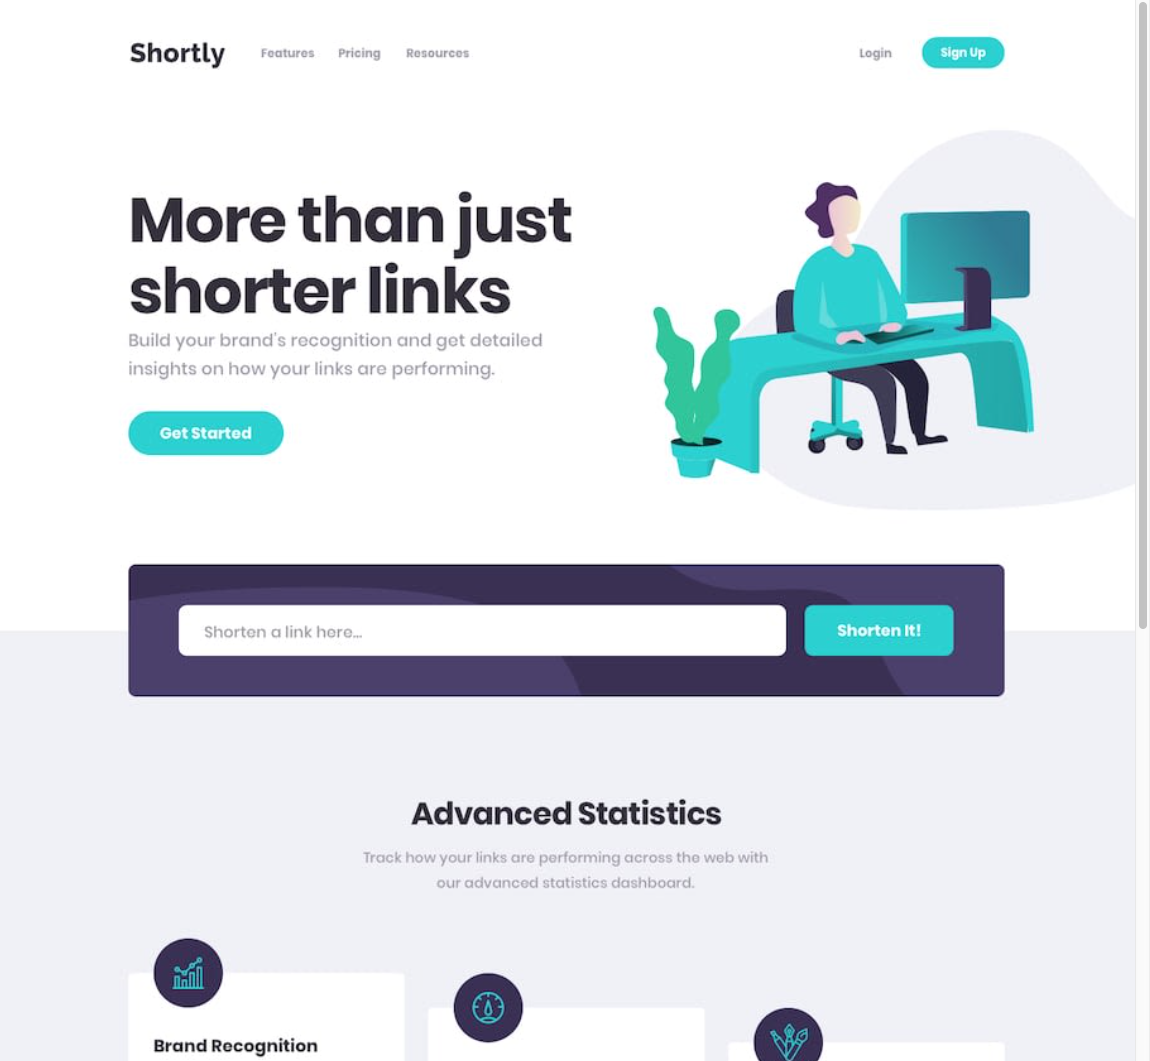 Shortly Features Pricing Resources Login Sign Up
More than just
shorter links
Build your brand's recognition and get detailed
insights on how your links are performing.
Get Started
Shorten a link here... Shorten It!
Advanced Statistics
Track how your links are performing across the web with
our advanced statistics dashboard.
Brand Recognition